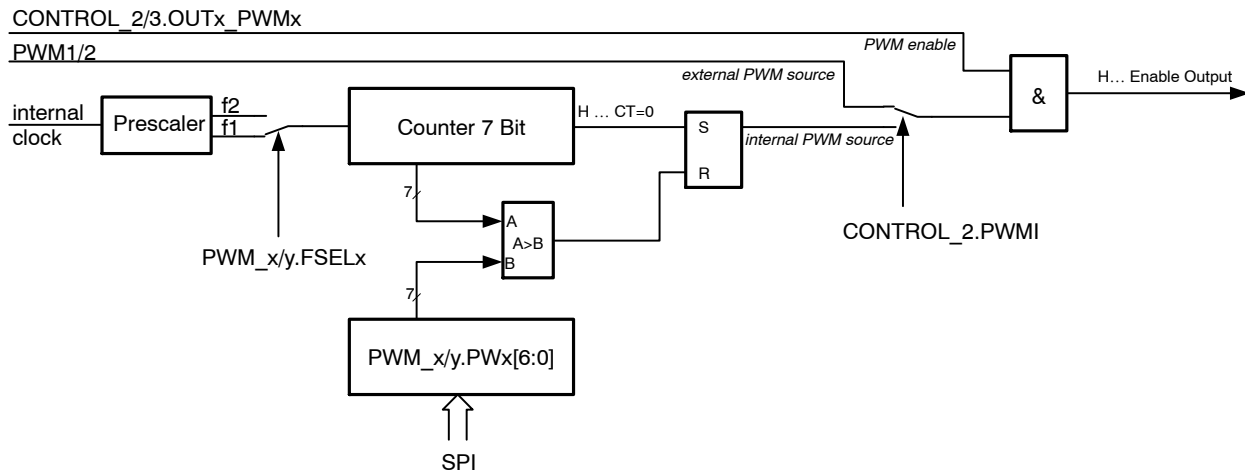 CONTROL_2/3.OUTx_PWMx
PWM enable
PWM1/2
external PWM source
H… Enable Output
&
internal
clock
Prescaler
f2
f1
Counter 7 Bit
H … CT=0
S
R
internal PWM source
7
A
A>B
B
PWM_x/y.FSELx
CONTROL_2.PWMI
7
PWM_x/y.PWx[6:0]
SPI